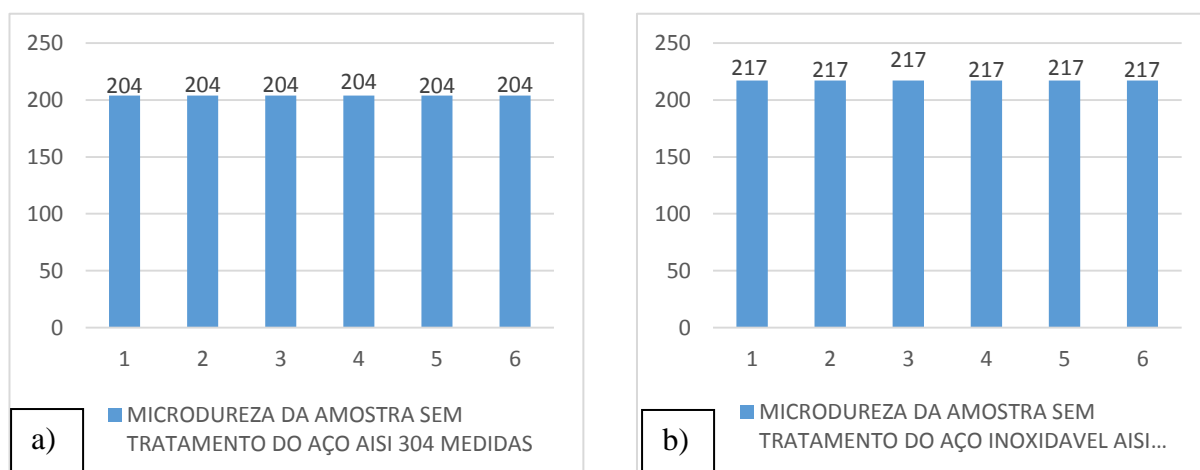 250
200
150
100
50
0
204 204 204 204 204 204
1 2 3 4 5 6
MICRODUREZA DA AMOSTRA SEM
TRATAMENTO DO AÇO AISI 304 MEDIDAS
a)
250
200
150
100
50
0
217 217 217 217 217 217
1 2 3 4 5 6
MICRODUREZA DA AMOSTRA SEM
TRATAMENTO DO AÇO INOXIDAVEL AISI...
b)